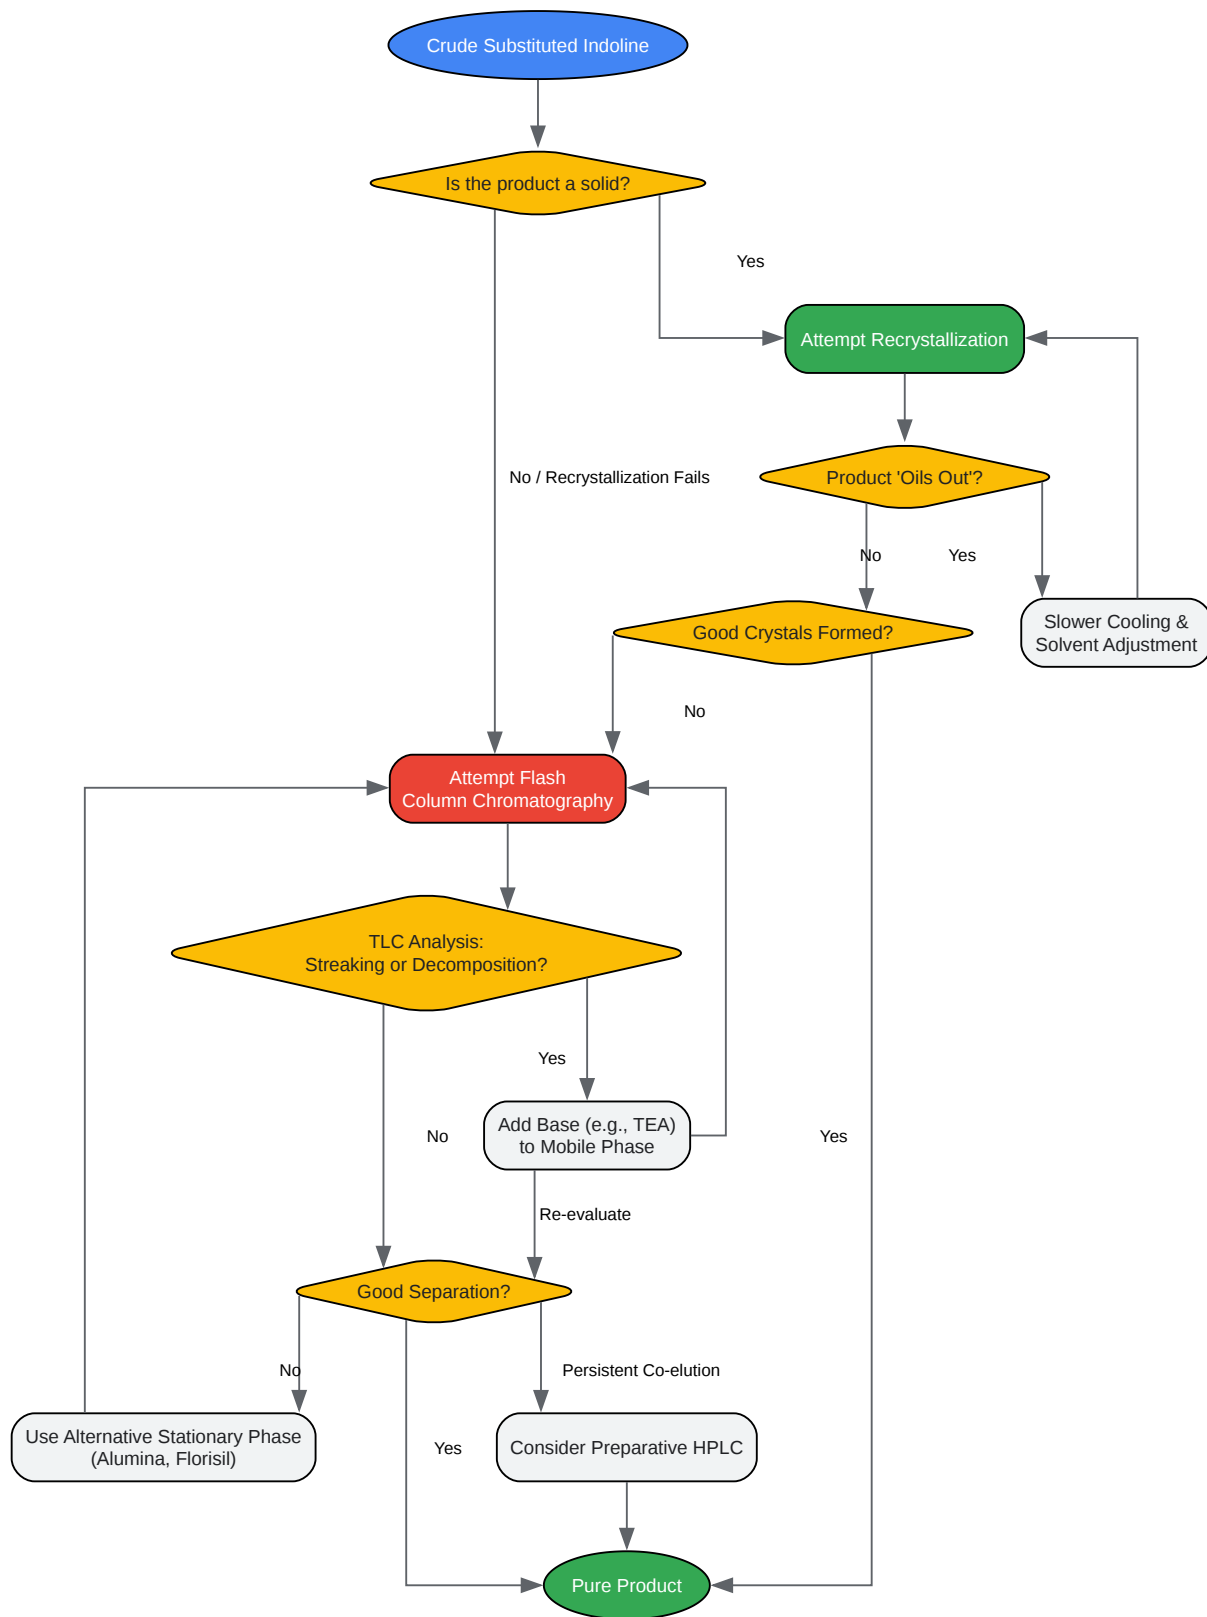 Crude Substituted Indoline
Is the product a solid?
Yes
Attempt Recrystallization
No / Recrystallization Fails
Product 'Oils Out'?
No
Yes
Slower Cooling &
Solvent Adjustment
Good Crystals Formed?
No
Attempt Flash
Column Chromatography
TLC Analysis:
Streaking or Decomposition?
Yes
Add Base (e.g., TEA)
to Mobile Phase
No
Yes
Re-evaluate
Good Separation?
No
Persistent Co-elution
Use Alternative Stationary Phase
(Alumina, Florisil)
Yes
Consider Preparative HPLC
Pure Product